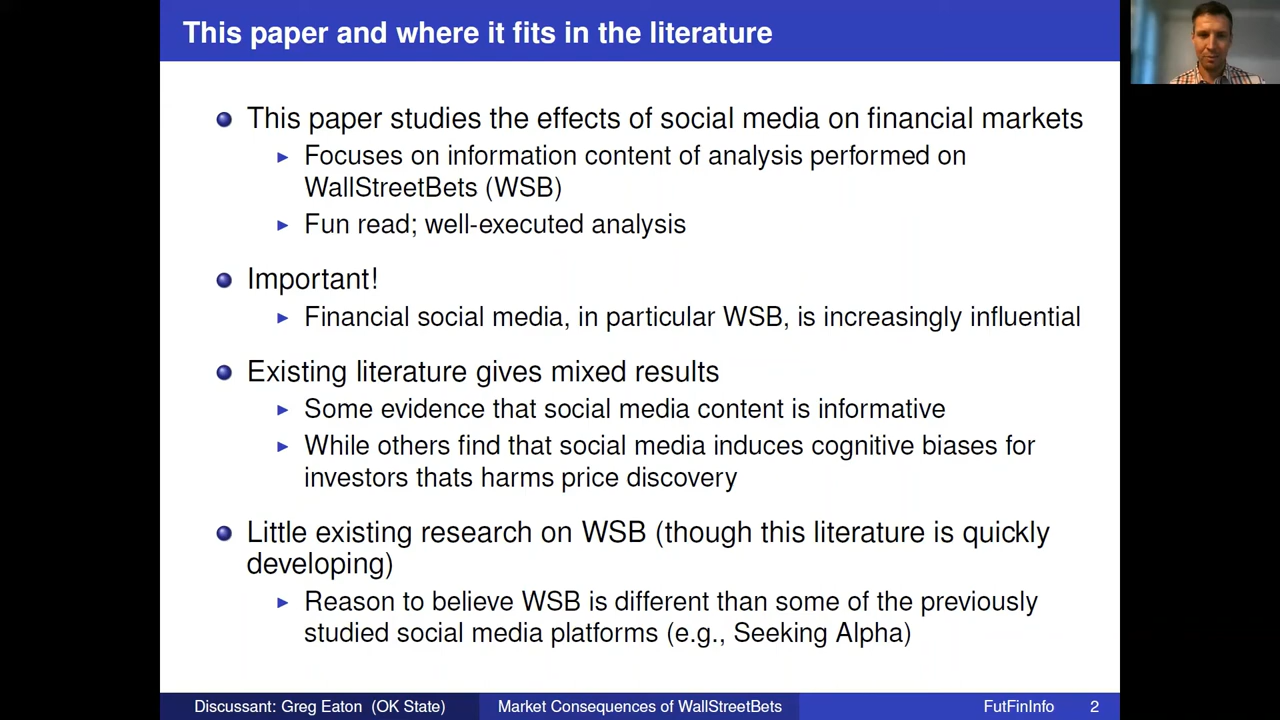 This paper and where it fits in the literature
This paper studies the effects of social media on financial markets
Focuses on information content of analysis performed on
WallStreetBets (WSB)
Fun read; well-executed analysis
Important!
Financial social media, in particular WSB, is increasingly influential
Existing literature gives mixed results
Some evidence that social media content is informative
While others find that social media induces cognitive biases for
investors thats harms price discovery
Little existing research on WSB (though this literature is quickly
developing)
Reason to believe WSB is different than some of the previously
studied social media platforms (e.g., Seeking Alpha)
Discussant: Greg Eaton (OK State) Market Consequences of WallStreetBets FutFinInfo 2